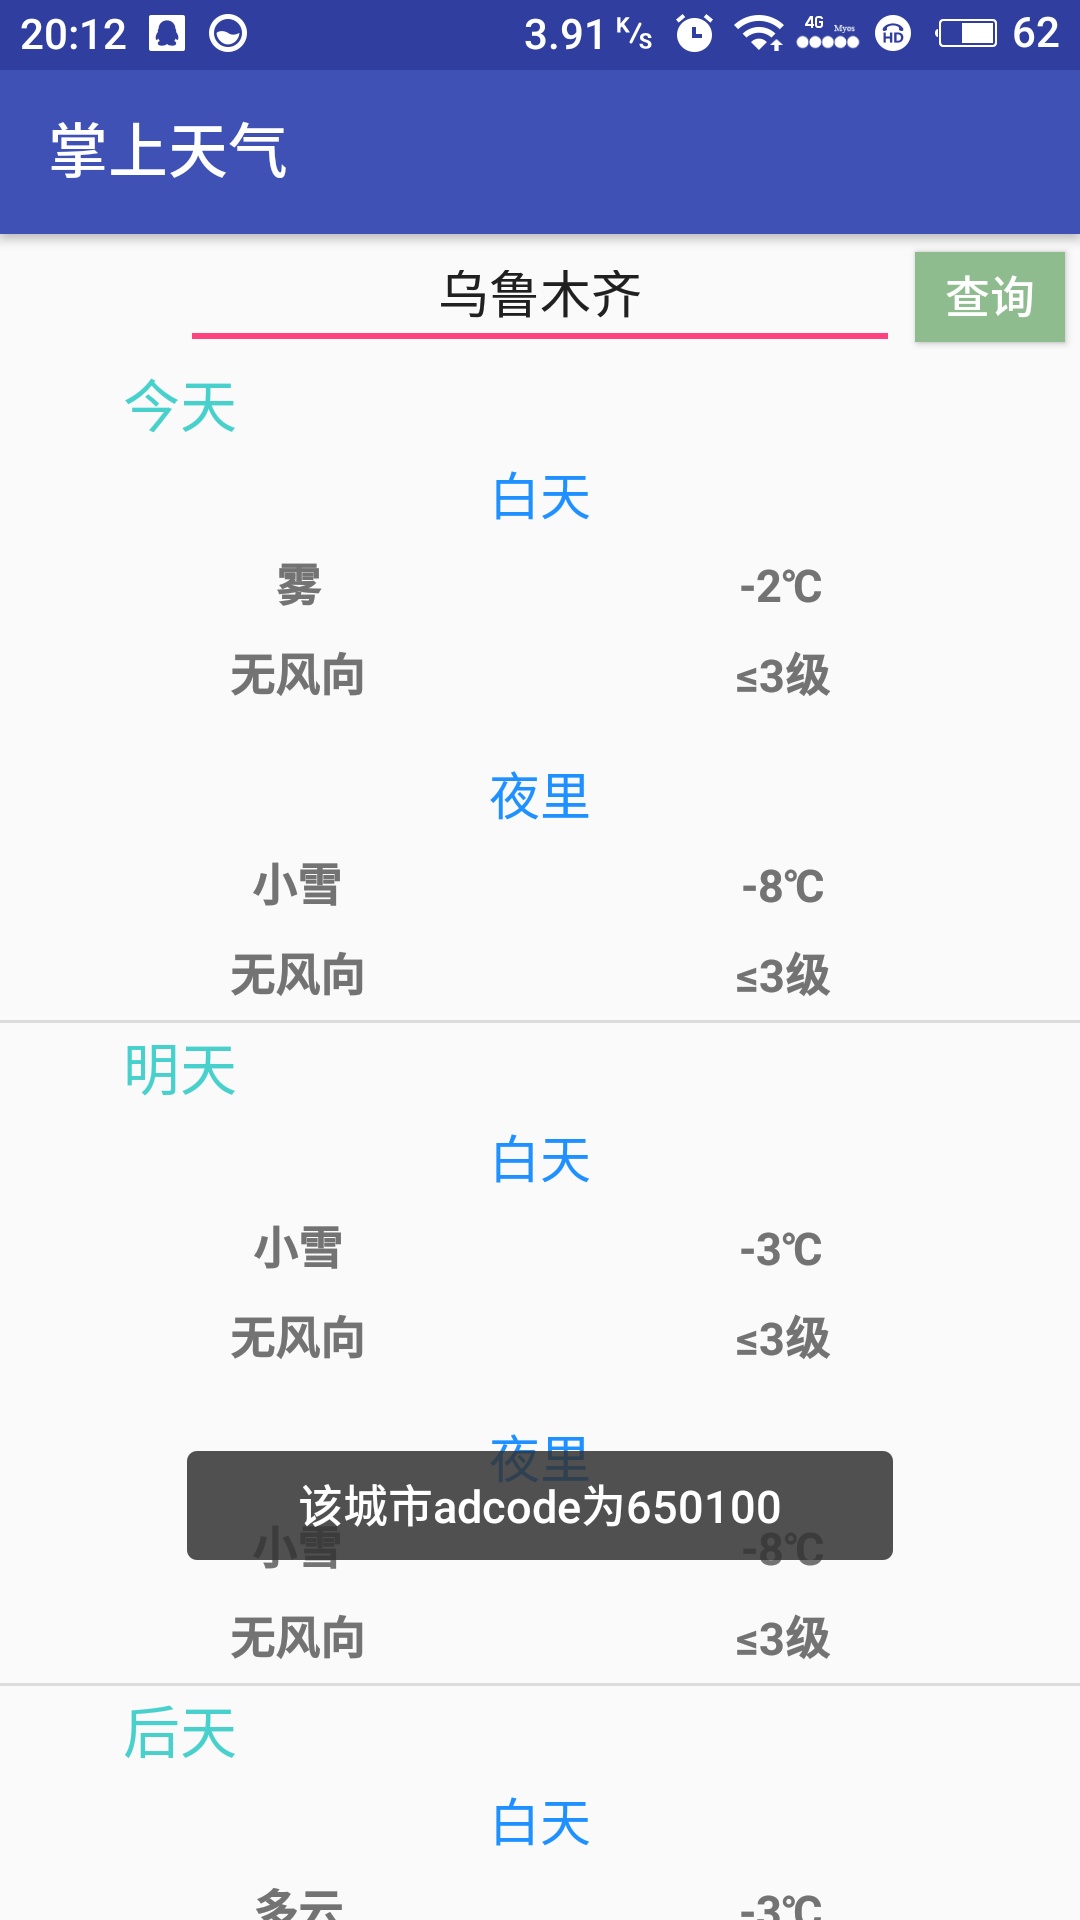 20:12 3.91 K/S 4G Myos HD 62
掌上天气
乌鲁木齐 查询
今天
白天
雾 -2℃
无风向 ≤3级
夜里
小雪 -8℃
无风向 ≤3级
明天
白天
小雪 -3℃
无风向 ≤3级
夜里
该城市adcode为650100
小雪 -8℃
无风向 ≤3级
后天
白天
多云 -3℃